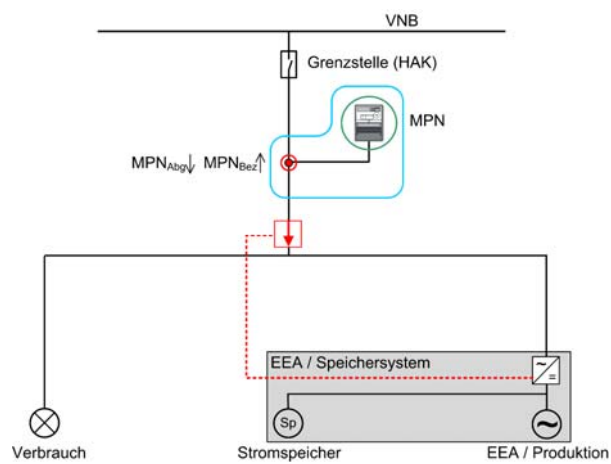 VNB
Grenzstelle (HAK)
MPN
MPNAbg↓ MPNBez↑
EEA / Speichersystem
~
=
Sp
~
Verbrauch
Stromspeicher
EEA / Produktion